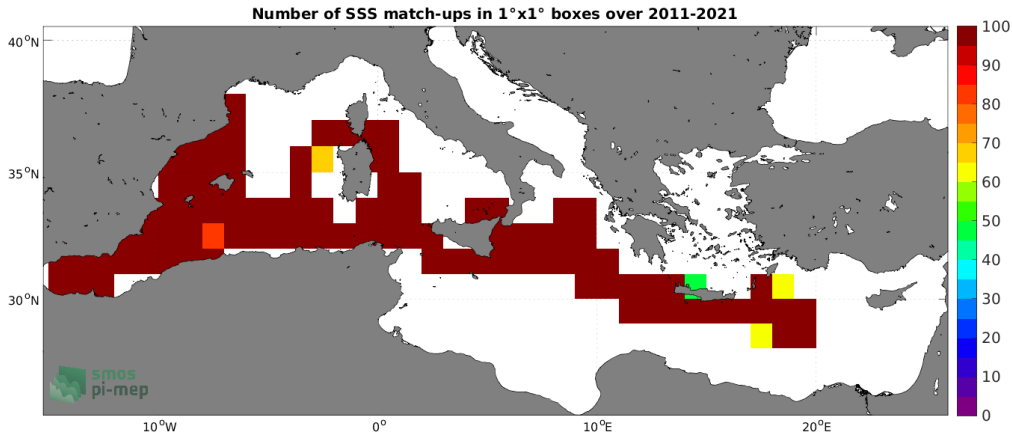 Number of SSS match-ups in 1°x1° boxes over 2011-2021
40°N
35°N
30°N
10°W
0°
10°E
20°E
100
90
80
70
60
50
40
30
20
10
0
smos
pi-mep